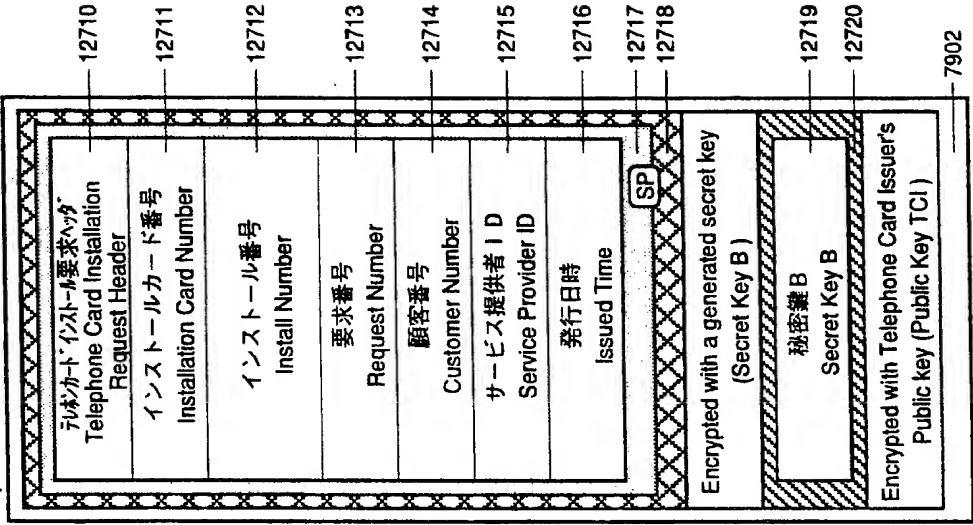 テレホンカード・インストール要求ヘッダ
Telephone Card Installation
Request Header
12710
インストールカード番号
Installation Card Number
12711
インストール番号
Install Number
12712
要求番号
Request Number
12713
顧客番号
Customer Number
12714
サービス提供者ID
Service Provider ID
12715
発行日時
Issued Time
12716
SP
12717
12718
Encrypted with a generated secret key
(Secret Key B )
秘密鍵 B
Secret Key B
12719
12720
Encrypted with Telephone Card Issuer's
Public key (Public Key TCI )
7902